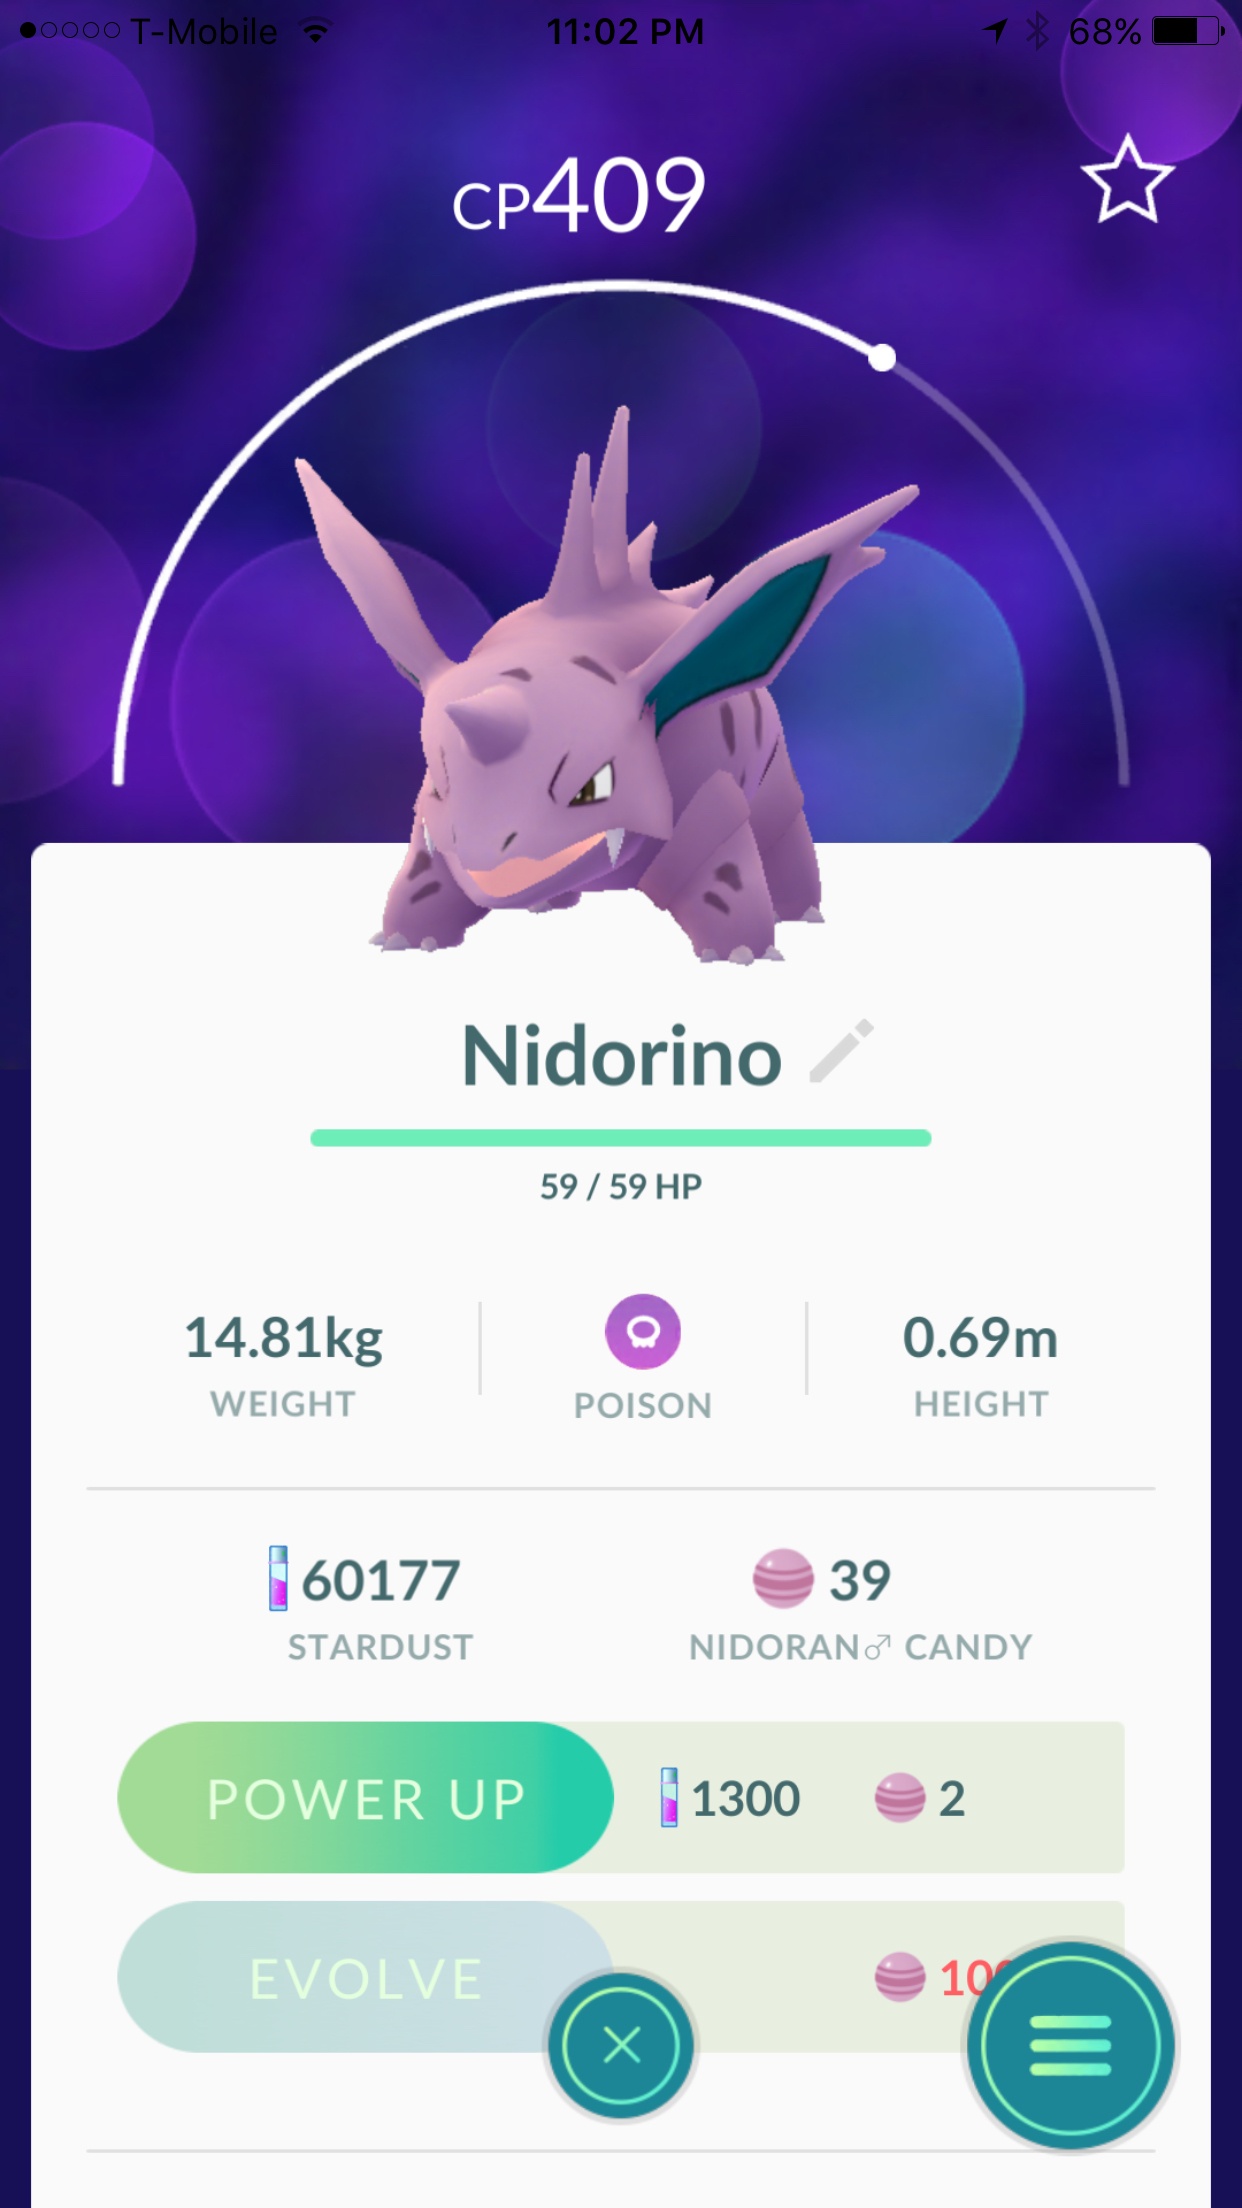 T-Mobile 11:02 PM 68%
CP409
Nidorino
59 / 59 HP
14.81kg 0.69m
WEIGHT POISON HEIGHT
60177 39
STARDUST NIDORAN♂ CANDY
POWER UP 1300 2
EVOLVE